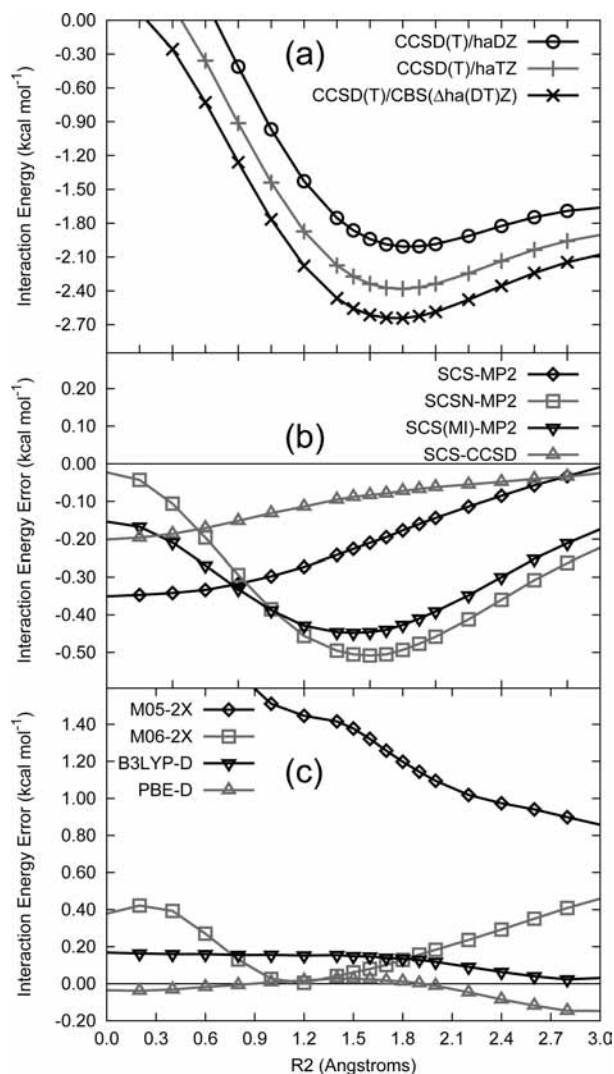 (a)
CCSD(T)/haDZ
CCSD(T)/haTZ
CCSD(T)/CBS(Δha(DT)Z)
Interaction Energy (kcal mol⁻¹)
0.00
-0.30
-0.60
-0.90
-1.20
-1.50
-1.80
-2.10
-2.40
-2.70
(b)
SCS-MP2
SCSN-MP2
SCS(MI)-MP2
SCS-CCSD
Interaction Energy Error (kcal mol⁻¹)
0.20
0.10
0.00
-0.10
-0.20
-0.30
-0.40
-0.50
(c)
M05-2X
M06-2X
B3LYP-D
PBE-D
Interaction Energy Error (kcal mol⁻¹)
1.40
1.20
1.00
0.80
0.60
0.40
0.20
0.00
-0.20
0.0 0.3 0.6 0.9 1.2 1.5 1.8 2.1 2.4 2.7 3.0
R2 (Angstroms)